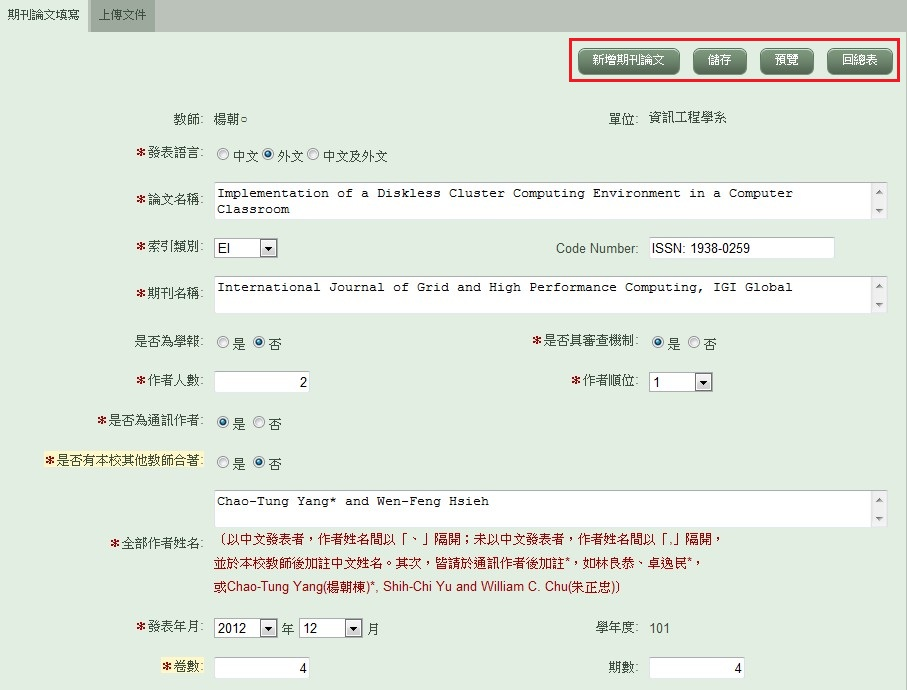 期刊論文填寫 上傳文件
新增期刊論文 儲存 預覽 回總表
教師: 楊朝○ 單位: 資訊工程學系
*發表語言: 中文 外文 中文及外文
*論文名稱: Implementation of a Diskless Cluster Computing Environment in a Computer
Classroom
*索引類別: EI Code Number: ISSN: 1938-0259
*期刊名稱: International Journal of Grid and High Performance Computing, IGI Global
是否為學報: 是 否 *是否具審查機制: 是 否
*作者人數: 2 *作者順位: 1
*是否為通訊作者: 是 否
*是否有本校其他教師合著: 是 否
Chao-Tung Yang* and Wen-Feng Hsieh
*全部作者姓名: 〔以中文發表者，作者姓名間以「、」隔開；未以中文發表者，作者姓名間以「,」隔開，
並於本校教師後加註中文姓名。其次，皆請於通訊作者後加註*，如林良恭、卓逸民*，
或Chao-Tung Yang(楊朝棟)*, Shih-Chi Yu and William C. Chu(朱正忠)〕
*發表年月: 2012 年 12 月 學年度: 101
*卷數: 4 期數: 4